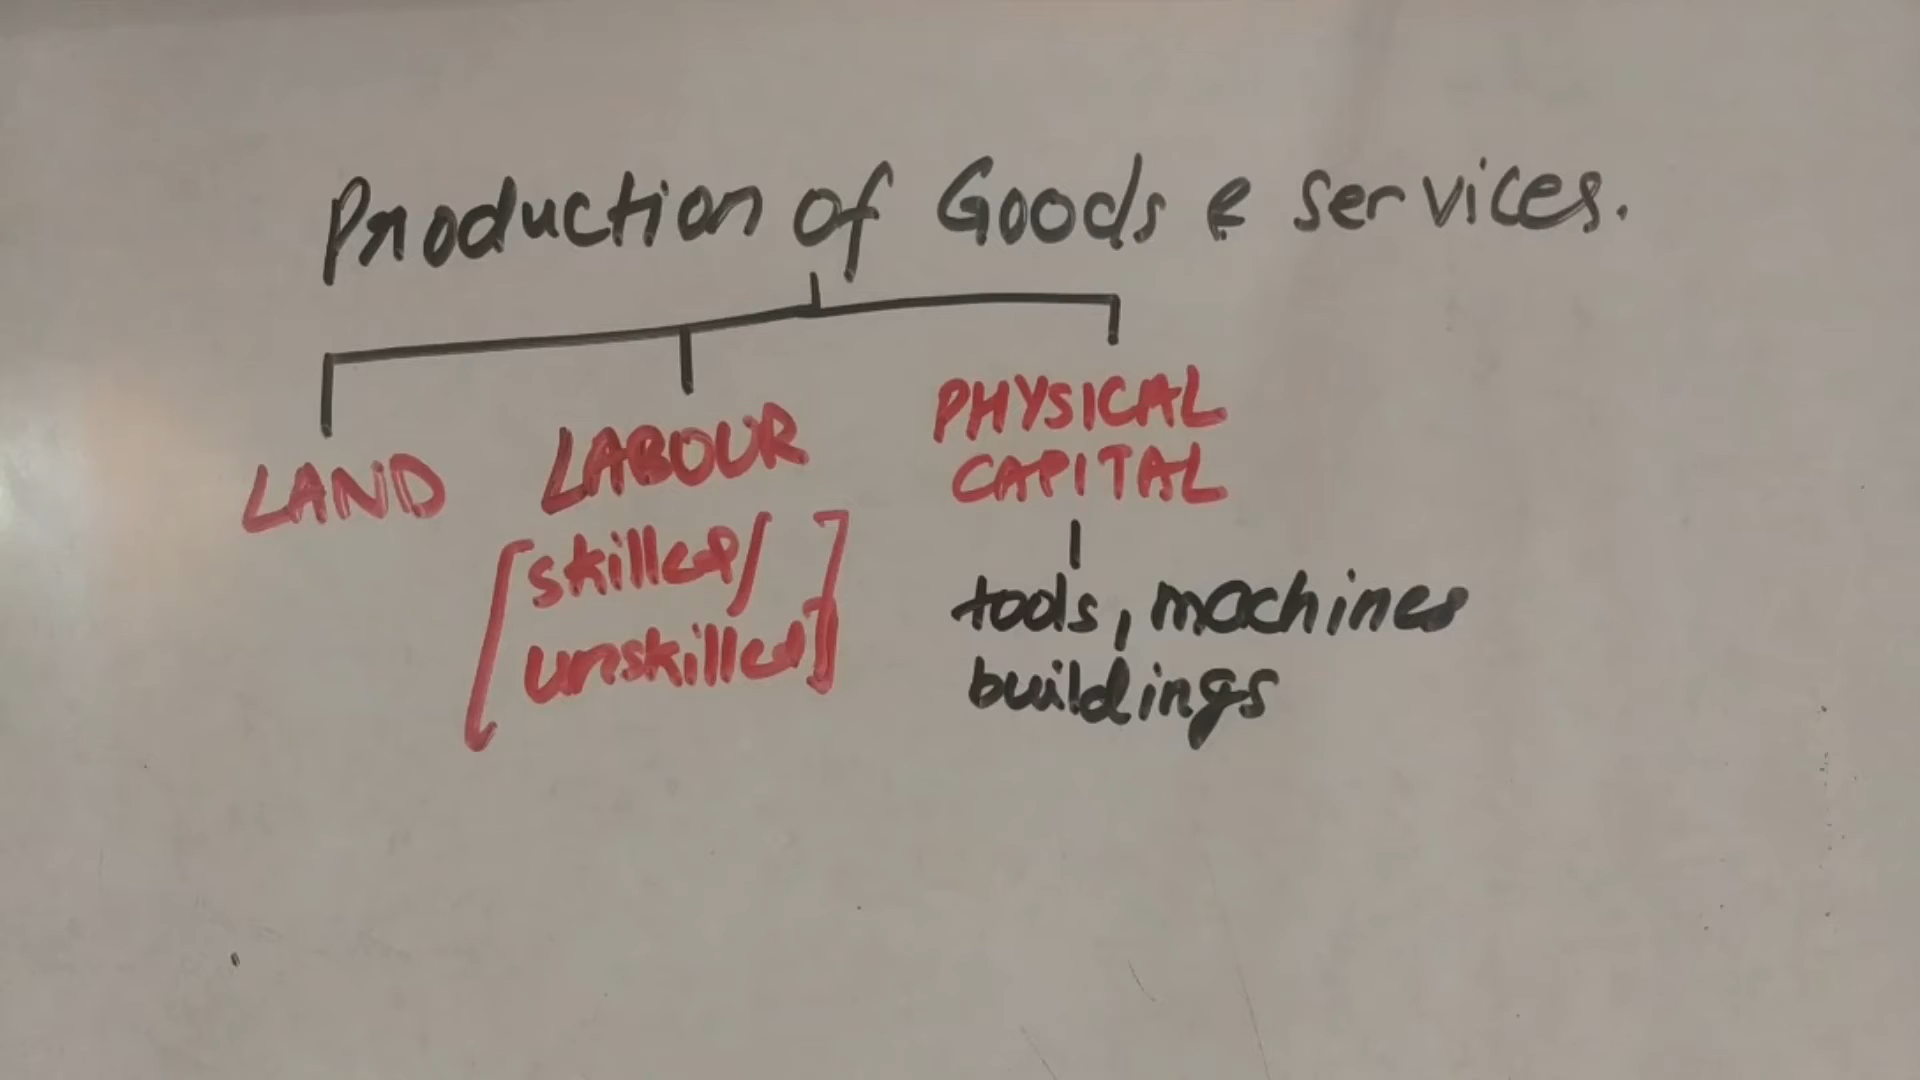 Production of Goods & services.
LAND LABOUR PHYSICAL CAPITAL
[skilled/
unskilled]
tools, machines
buildings